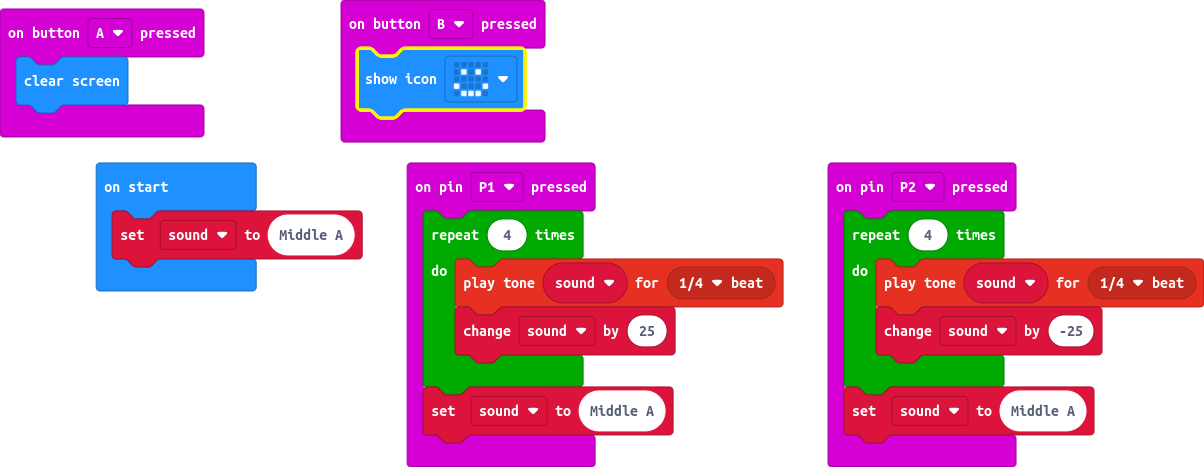 on button A pressed
clear screen
on button B pressed
show icon
on start
set sound to Middle A
on pin P1 pressed
repeat 4 times
do
play tone sound for 1/4 beat
change sound by 25
set sound to Middle A
on pin P2 pressed
repeat 4 times
do
play tone sound for 1/4 beat
change sound by -25
set sound to Middle A